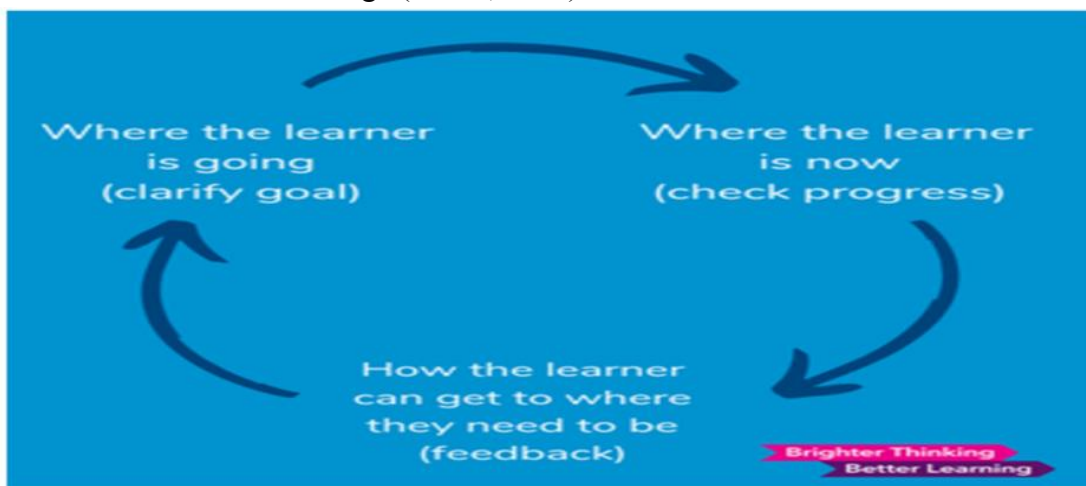 Where the learner
is going
(clarify goal)
Where the learner
is now
(check progress)
How the learner
can get to where
they need to be
(feedback)
Brighter Thinking
Better Learning